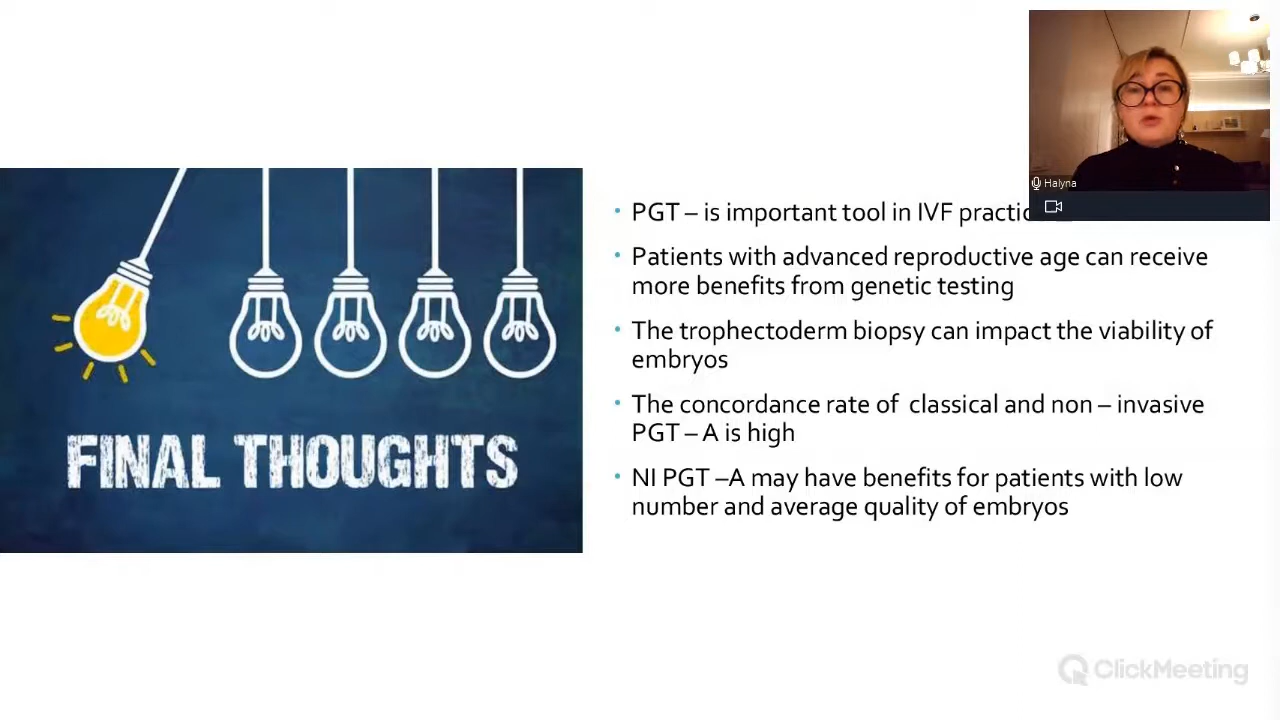 FINAL THOUGHTS
• PGT – is important tool in IVF
• Patients with advanced reproductive age can receive
more benefits from genetic testing
• The trophectoderm biopsy can impact the viability of
embryos
• The concordance rate of  classical and non – invasive
PGT – A is high
• NI PGT –A may have benefits for patients with low
number and average quality of embryos
Halyna
ClickMeeting